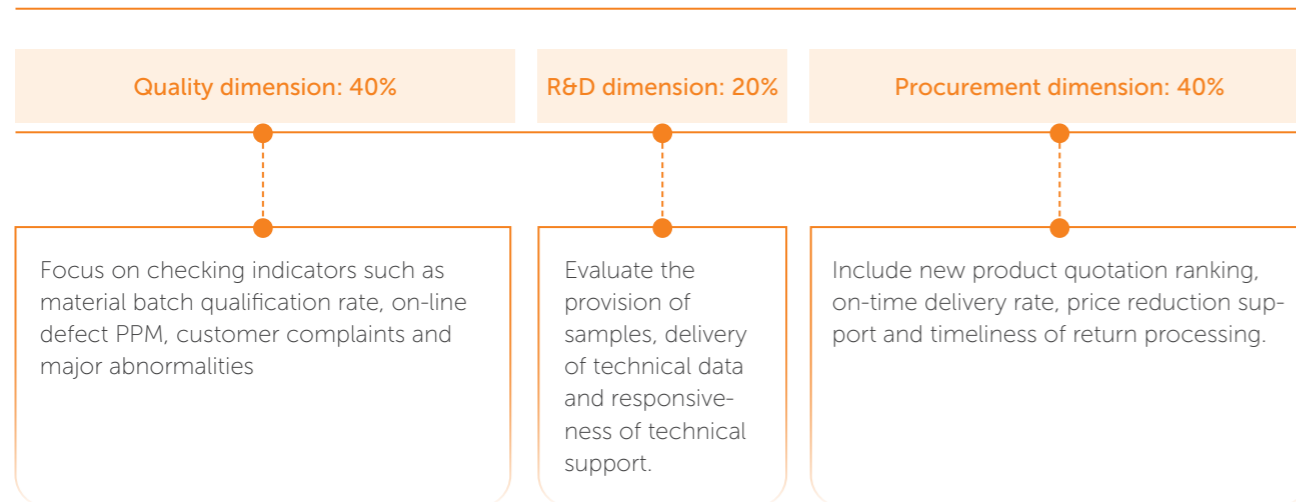 Quality dimension: 40%
R&D dimension: 20%
Procurement dimension: 40%
Focus on checking indicators such as
material batch qualification rate, on-line
defect PPM, customer complaints and
major abnormalities
Evaluate the
provision of
samples, delivery
of technical data
and responsive-
ness of technical
support.
Include new product quotation ranking,
on-time delivery rate, price reduction sup-
port and timeliness of return processing.